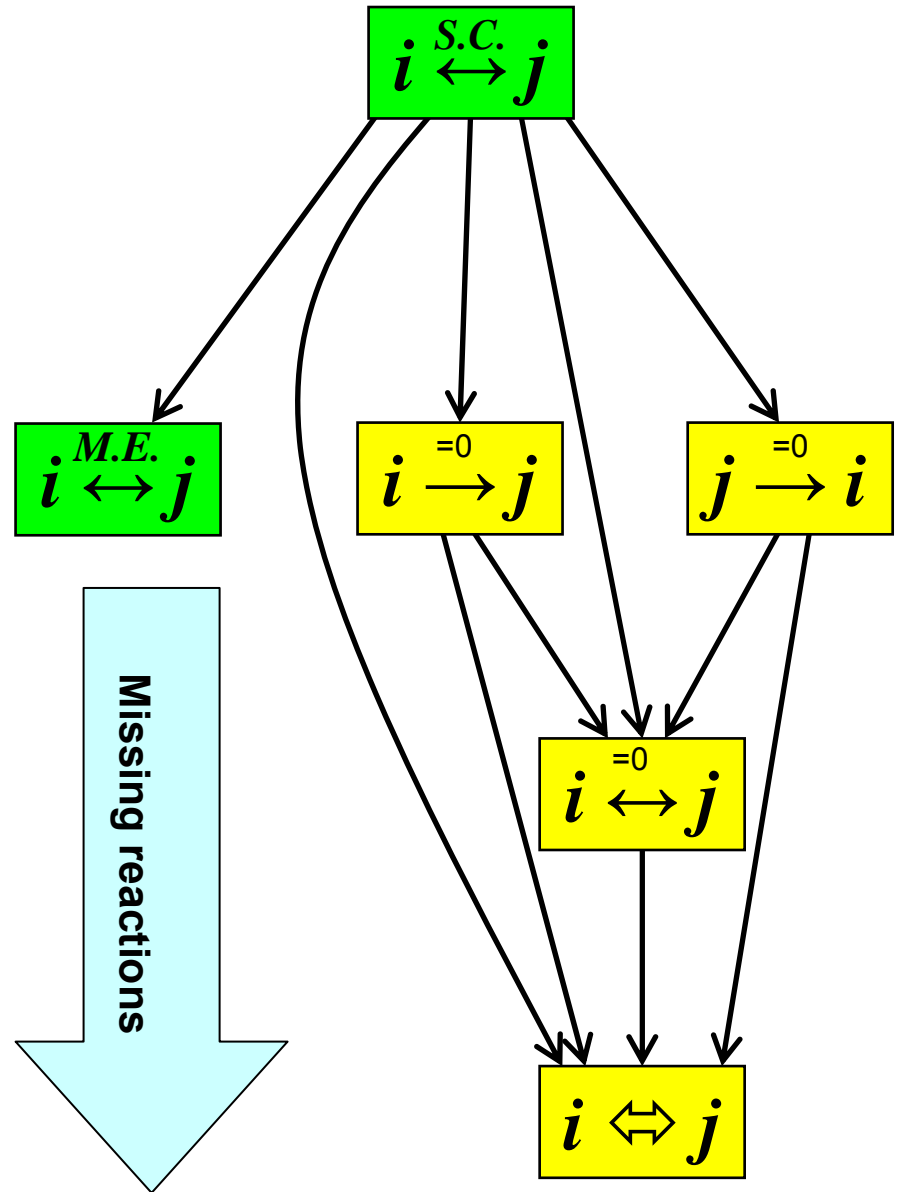 S.C.
i ↔ j
M.E.
i ↔ j
=0
i → j
=0
j → i
Missing reactions
=0
i ↔ j
i ⇔ j